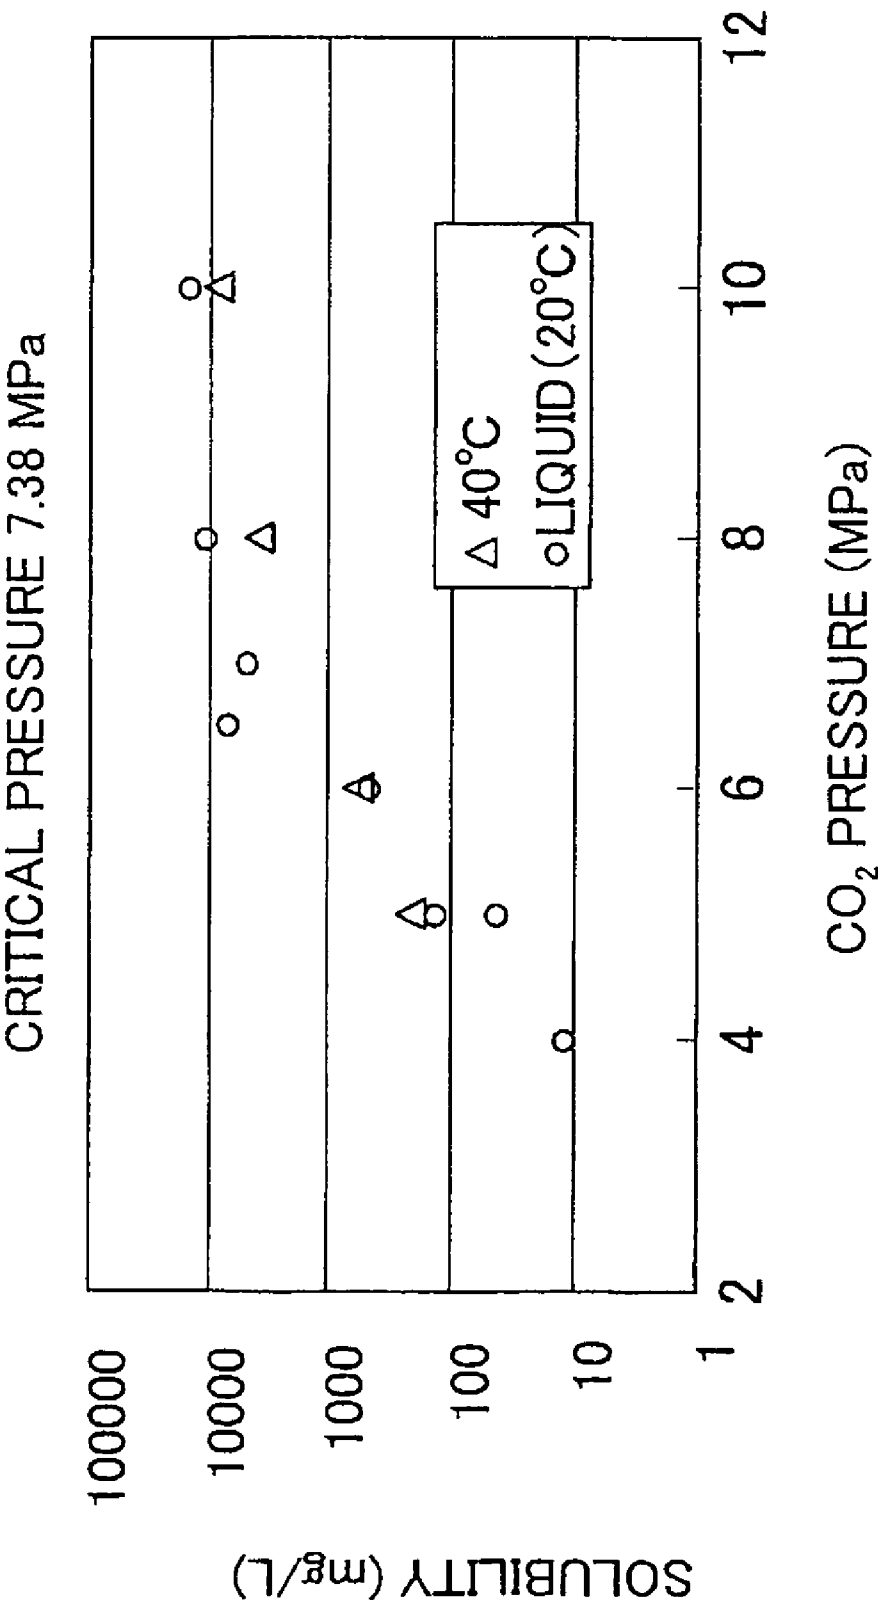 CRITICAL PRESSURE 7.38 MPa
100000
10000
1000
100
10
1
SOLUBILITY (mg/L)
△ 40°C
○ LIQUID (20°C)
2
4
6
8
10
12
CO₂ PRESSURE (MPa)